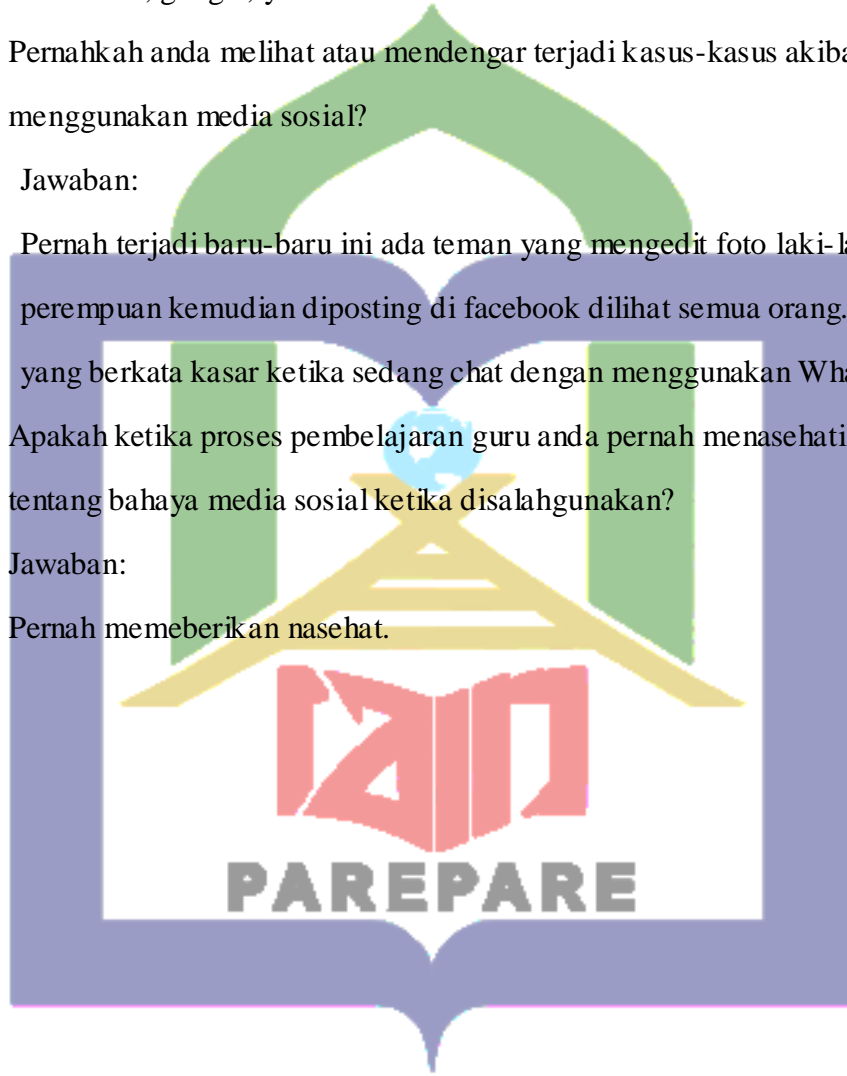 Pernahkah anda melihat atau mendengar terjadi kasus-kasus
menggunakan media sosial?
Jawaban:
Pernah terjadi baru-baru ini ada teman yang mengedit foto
perempuan kemudian diposting di facebook dilihat semua orang.
yang berkata kasar ketika sedang chat dengan menggunakan
Apakah ketika proses pembelajaran guru anda pernah menasehati
tentang bahaya media sosial ketika disalahgunakan?
Jawaban:
Pernah memeberikan nasehat.
PAREPARE